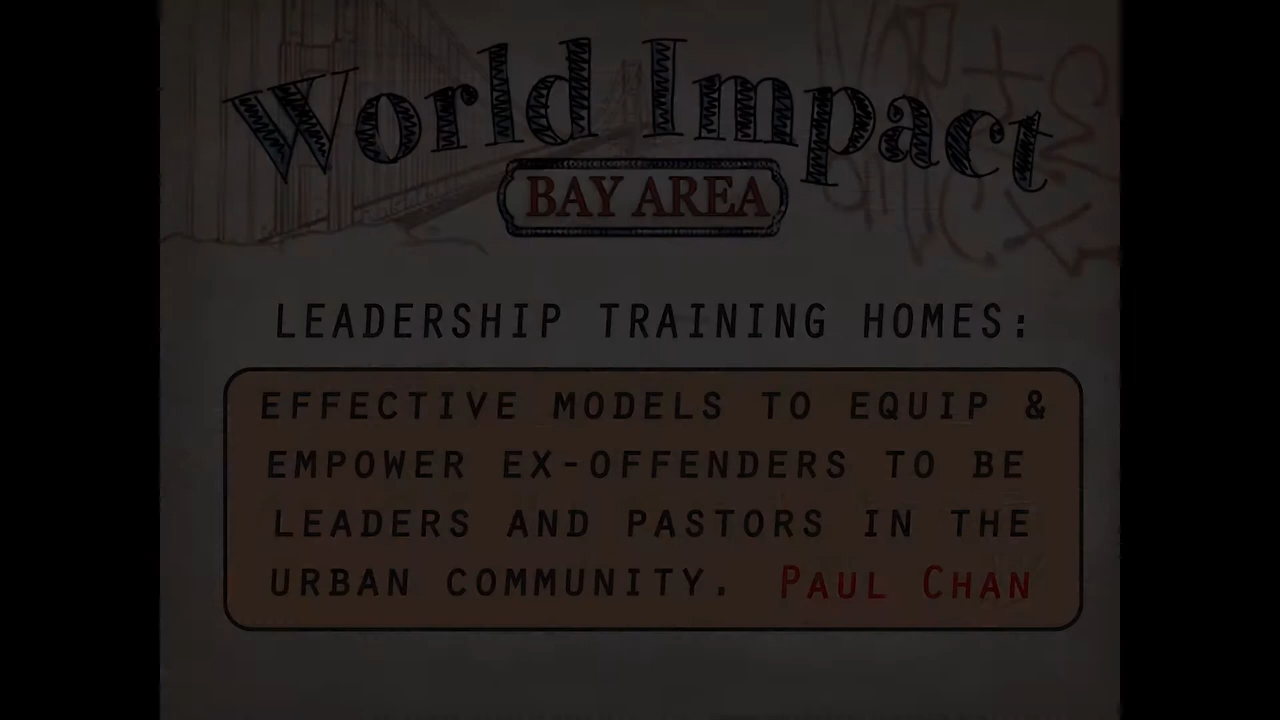 World Impact
BAY AREA
LEADERSHIP TRAINING HOMES:
EFFECTIVE MODELS TO EQUIP &
EMPOWER EX-OFFENDERS TO BE
LEADERS AND PASTORS IN THE
URBAN COMMUNITY. PAUL CHAN